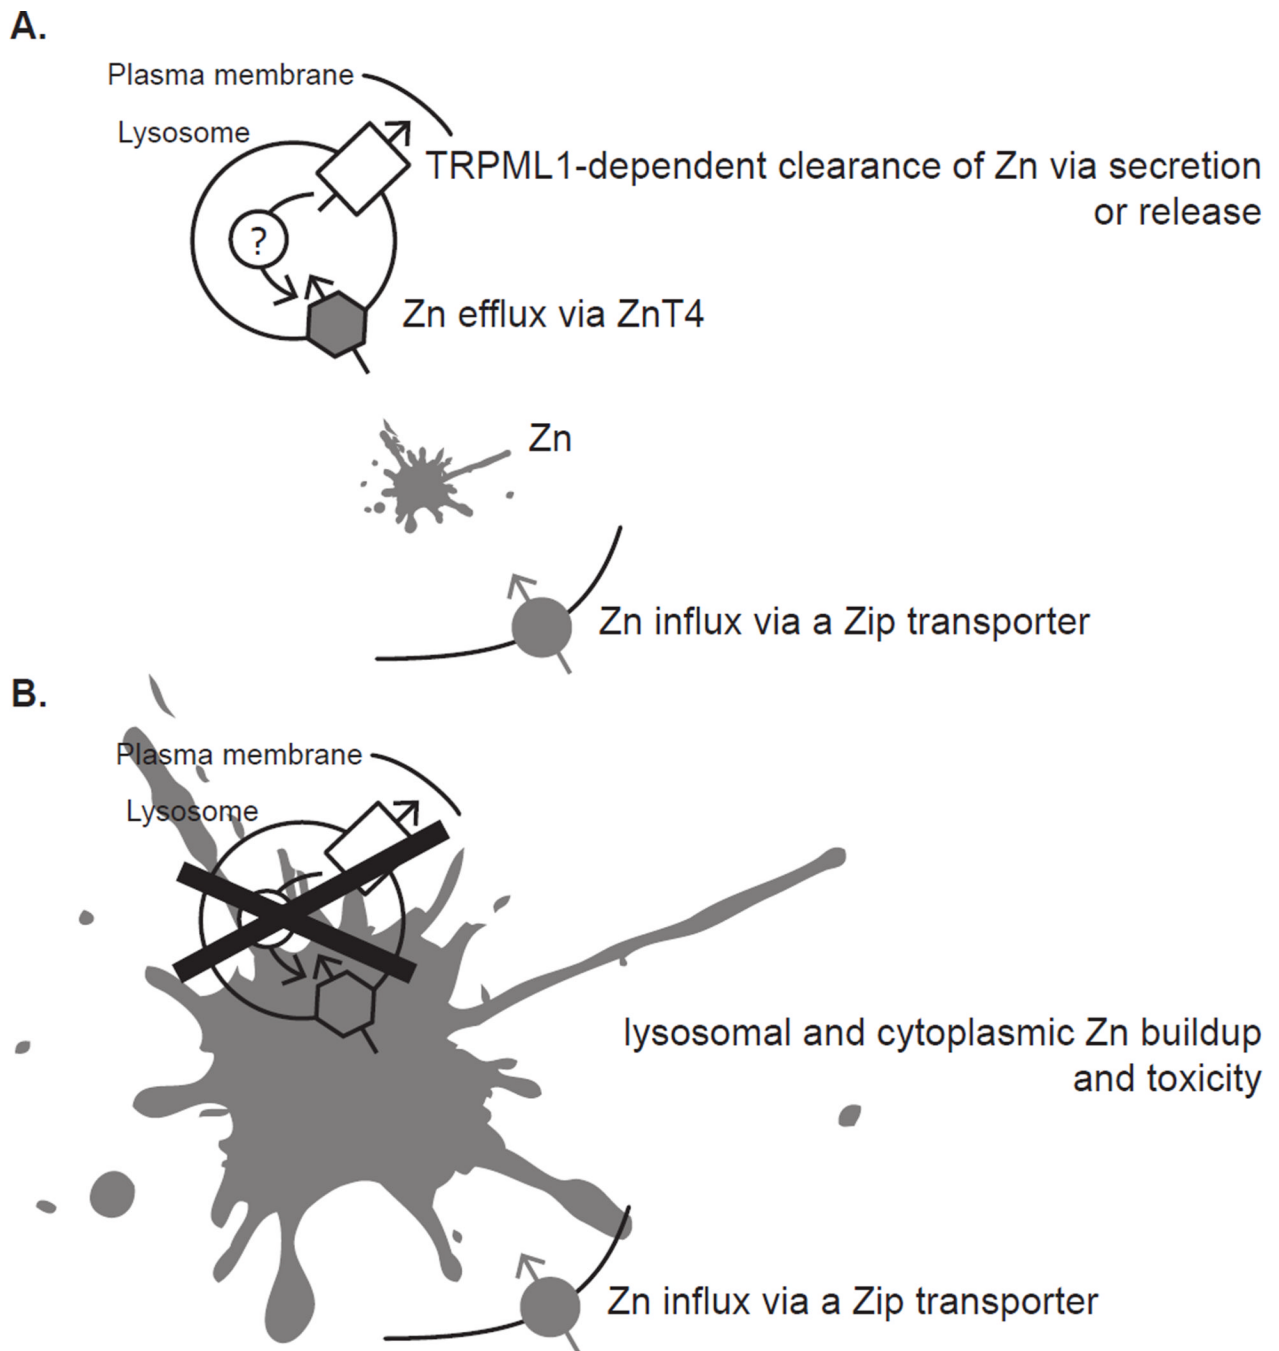 A.
Plasma membrane
Lysosome
TRPML1-dependent clearance of Zn via secretion
or release
?
Zn efflux via ZnT4
Zn
Zn influx via a Zip transporter
B.
Plasma membrane
Lysosome
lysosomal and cytoplasmic Zn buildup
and toxicity
Zn influx via a Zip transporter